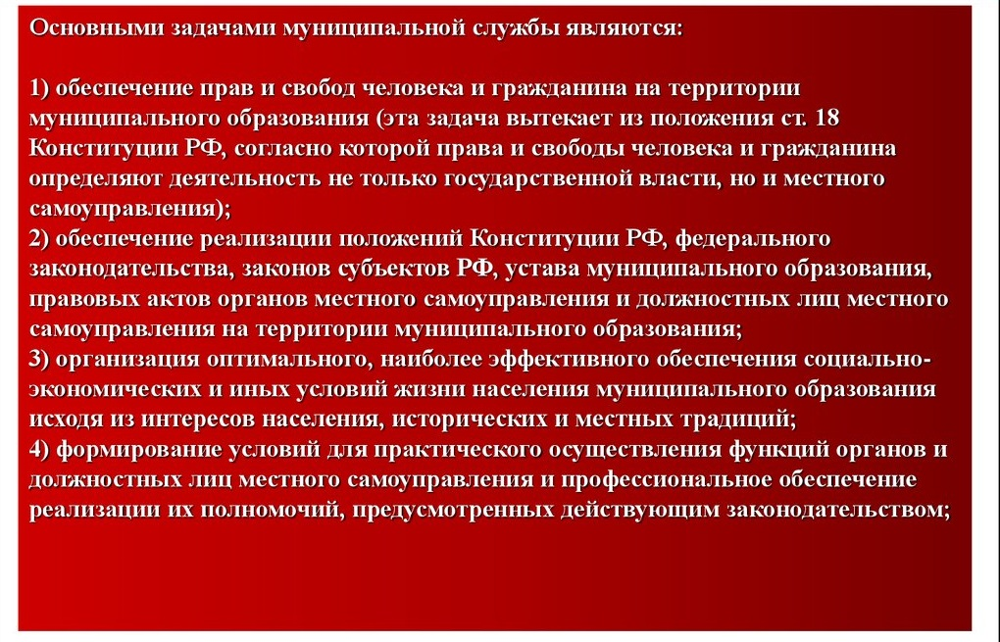 Основными задачами муниципальной службы являются:
1) обеспечение прав и свобод человека и гражданина на территории
муниципального образования (эта задача вытекает из положения ст. 18
Конституции РФ, согласно которой права и свободы человека и гражданина
определяют деятельность не только государственной власти, но и местного
самоуправления);
2) обеспечение реализации положений Конституции РФ, федерального
законодательства, законов субъектов РФ, устава муниципального образования,
правовых актов органов местного самоуправления и должностных лиц местного
самоуправления на территории муниципального образования;
3) организация оптимального, наиболее эффективного обеспечения социально-
экономических и иных условий жизни населения муниципального образования
исходя из интересов населения, исторических и местных традиций;
4) формирование условий для практического осуществления функций органов и
должностных лиц местного самоуправления и профессиональное обеспечение
реализации их полномочий, предусмотренных действующим законодательством;